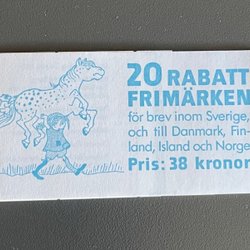 20 RABATT
FRIMÄRKEN
för brev inom Sverige,
och till Danmark, Fin-
land, Island och Norge
Pris: 38 kronor